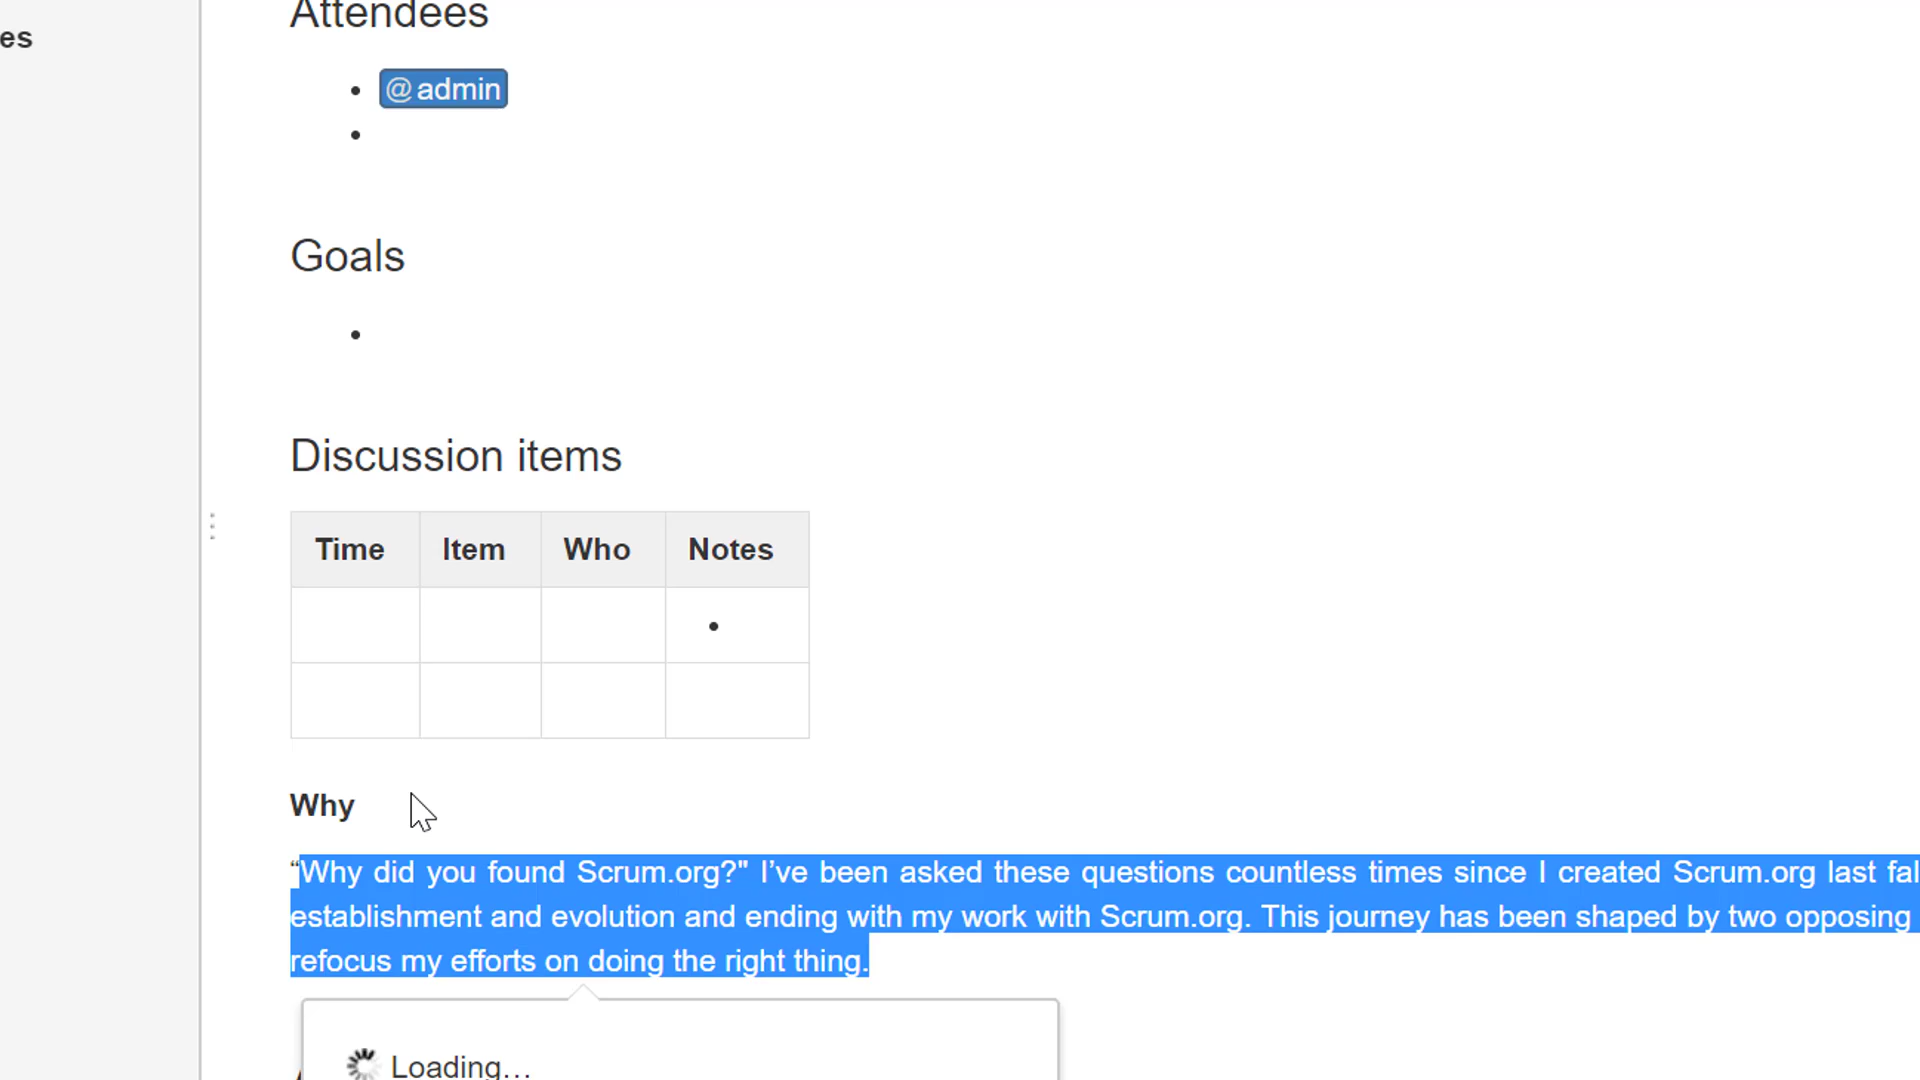 es
Attendees
@admin
Goals
Discussion items
Time Item Who Notes
Why
“Why did you found Scrum.org?" I’ve been asked these questions countless times since I created Scrum.org last fal
establishment and evolution and ending with my work with Scrum.org. This journey has been shaped by two opposing
refocus my efforts on doing the right thing.
Loading…